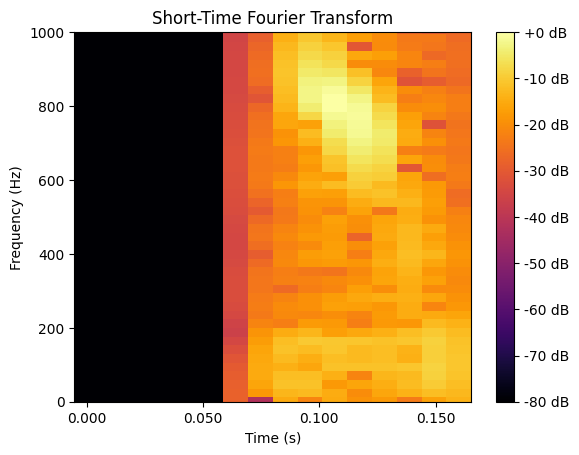 Short-Time Fourier Transform
1000
800
600
400
200
0
Frequency (Hz)
0.000
0.050
0.100
0.150
Time (s)
+0 dB
-10 dB
-20 dB
-30 dB
-40 dB
-50 dB
-60 dB
-70 dB
-80 dB